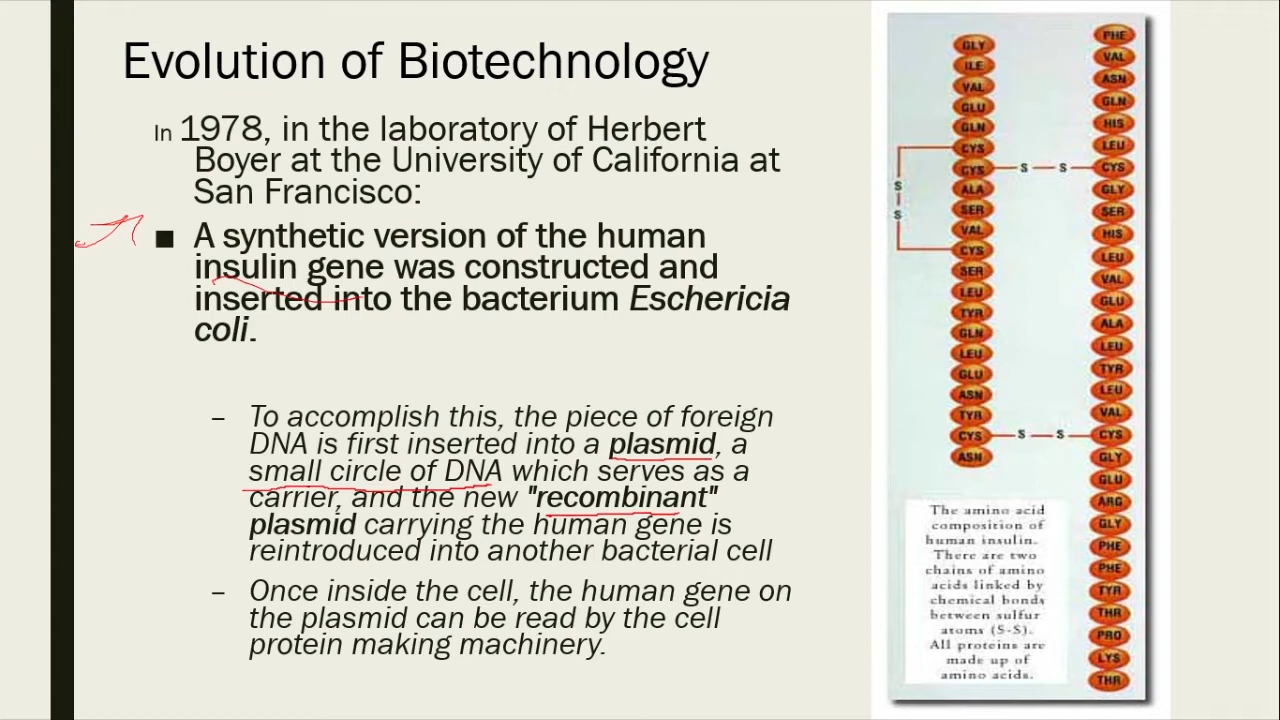 Evolution of Biotechnology
In 1978, in the laboratory of Herbert
Boyer at the University of California at
San Francisco:
■ A synthetic version of the human
insulin gene was constructed and
inserted into the bacterium Eschericia
coli.
– To accomplish this, the piece of foreign
DNA is first inserted into a plasmid, a
small circle of DNA which serves as a
carrier, and the new "recombinant"
plasmid carrying the human gene is
reintroduced into another bacterial cell
– Once inside the cell, the human gene on
the plasmid can be read by the cell
protein making machinery.
GLY
ILE
VAL
GLU
GLN
CYS
CYS
ALA
SER
VAL
CYS
SER
LEU
TYR
GLN
LEU
GLU
ASN
TYR
CYS
ASN
S
S
S S
S S
PHE
VAL
ASN
GLN
HIS
LEU
CYS
GLY
SER
HIS
LEU
VAL
GLU
ALA
LEU
TYR
LEU
VAL
CYS
GLY
GLU
ARG
GLY
PHE
PHE
TYR
THR
PRO
LYS
THR
The amino acid
composition of
human insulin.
There are two
chains of amino
acids linked by
chemical bonds
between sulfur
atoms (S-S).
All proteins are
made up of
amino acids.